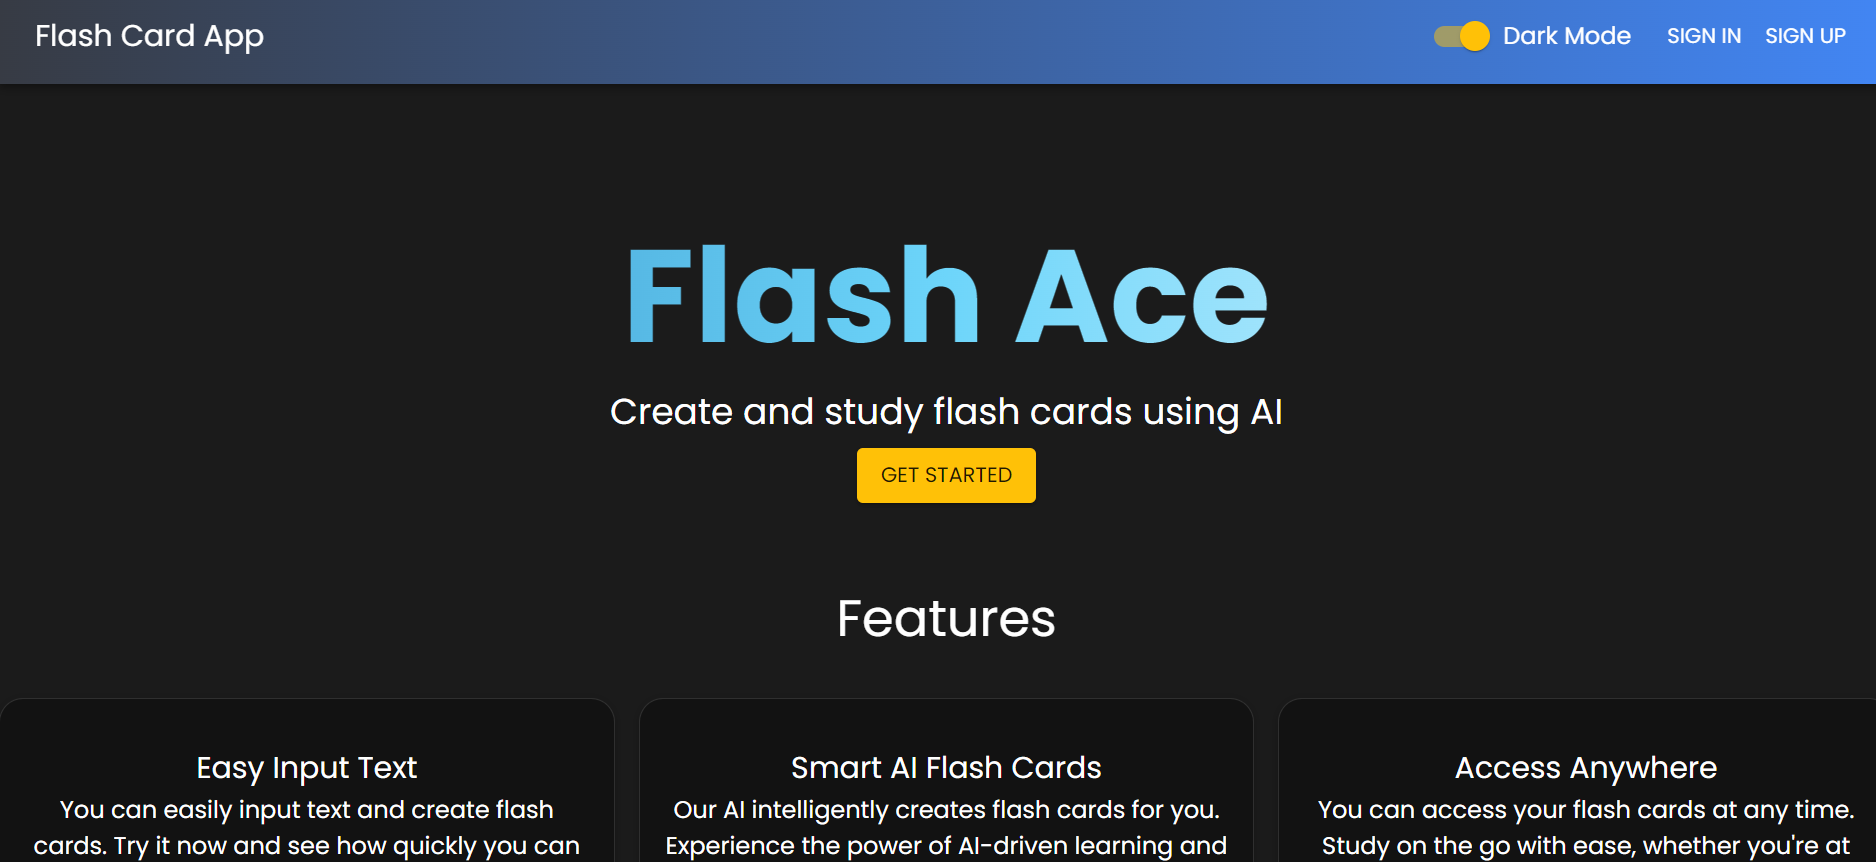 Flash Card App
Dark Mode
SIGN IN
SIGN UP
Flash Ace
Create and study flash cards using AI
GET STARTED
Features
Easy Input Text
You can easily input text and create flash
cards. Try it now and see how quickly you can
Smart AI Flash Cards
Our AI intelligently creates flash cards for you.
Experience the power of AI-driven learning and
Access Anywhere
You can access your flash cards at any time.
Study on the go with ease, whether you're at